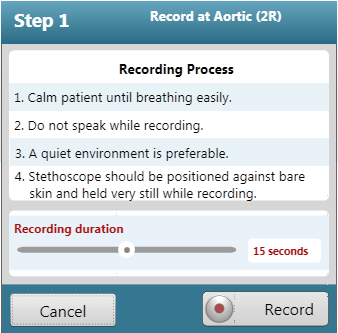 Step 1
Record at Aortic (2R)
Recording Process
1. Calm patient until breathing easily.
2. Do not speak while recording.
3. A quiet environment is preferable.
4. Stethoscope should be positioned against bare
skin and held very still while recording.
Recording duration
15 seconds
Cancel
Record